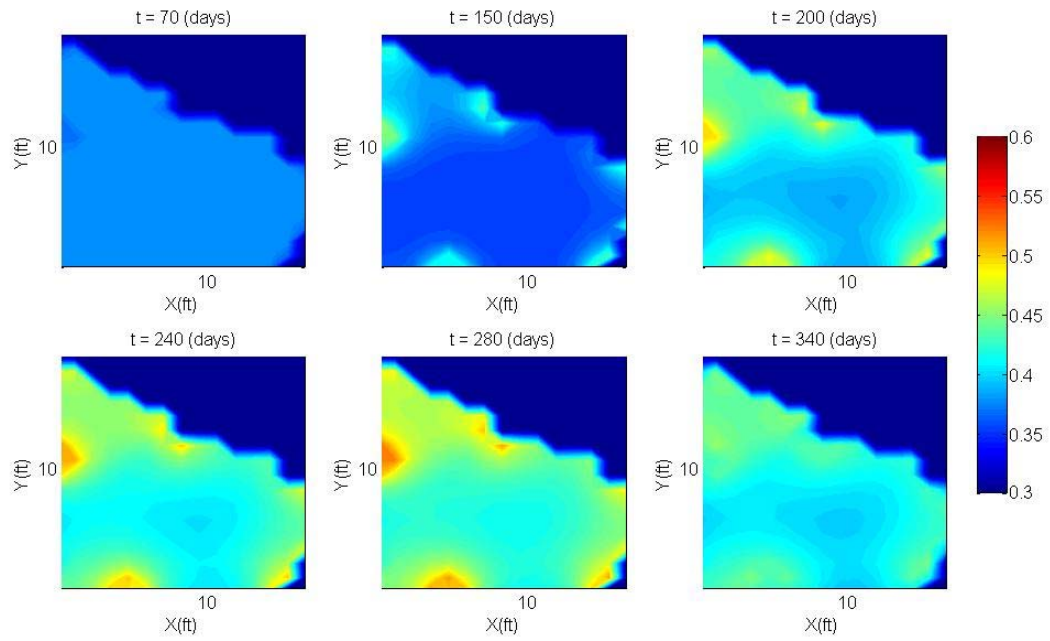 t = 70 (days)
t = 150 (days)
t = 200 (days)
Y(ft)
10
Y(ft)
10
Y(ft)
10
10
X(ft)
10
X(ft)
10
X(ft)
t = 240 (days)
t = 280 (days)
t = 340 (days)
Y(ft)
10
Y(ft)
10
Y(ft)
10
10
X(ft)
10
X(ft)
10
X(ft)
0.6
0.55
0.5
0.45
0.4
0.35
0.3